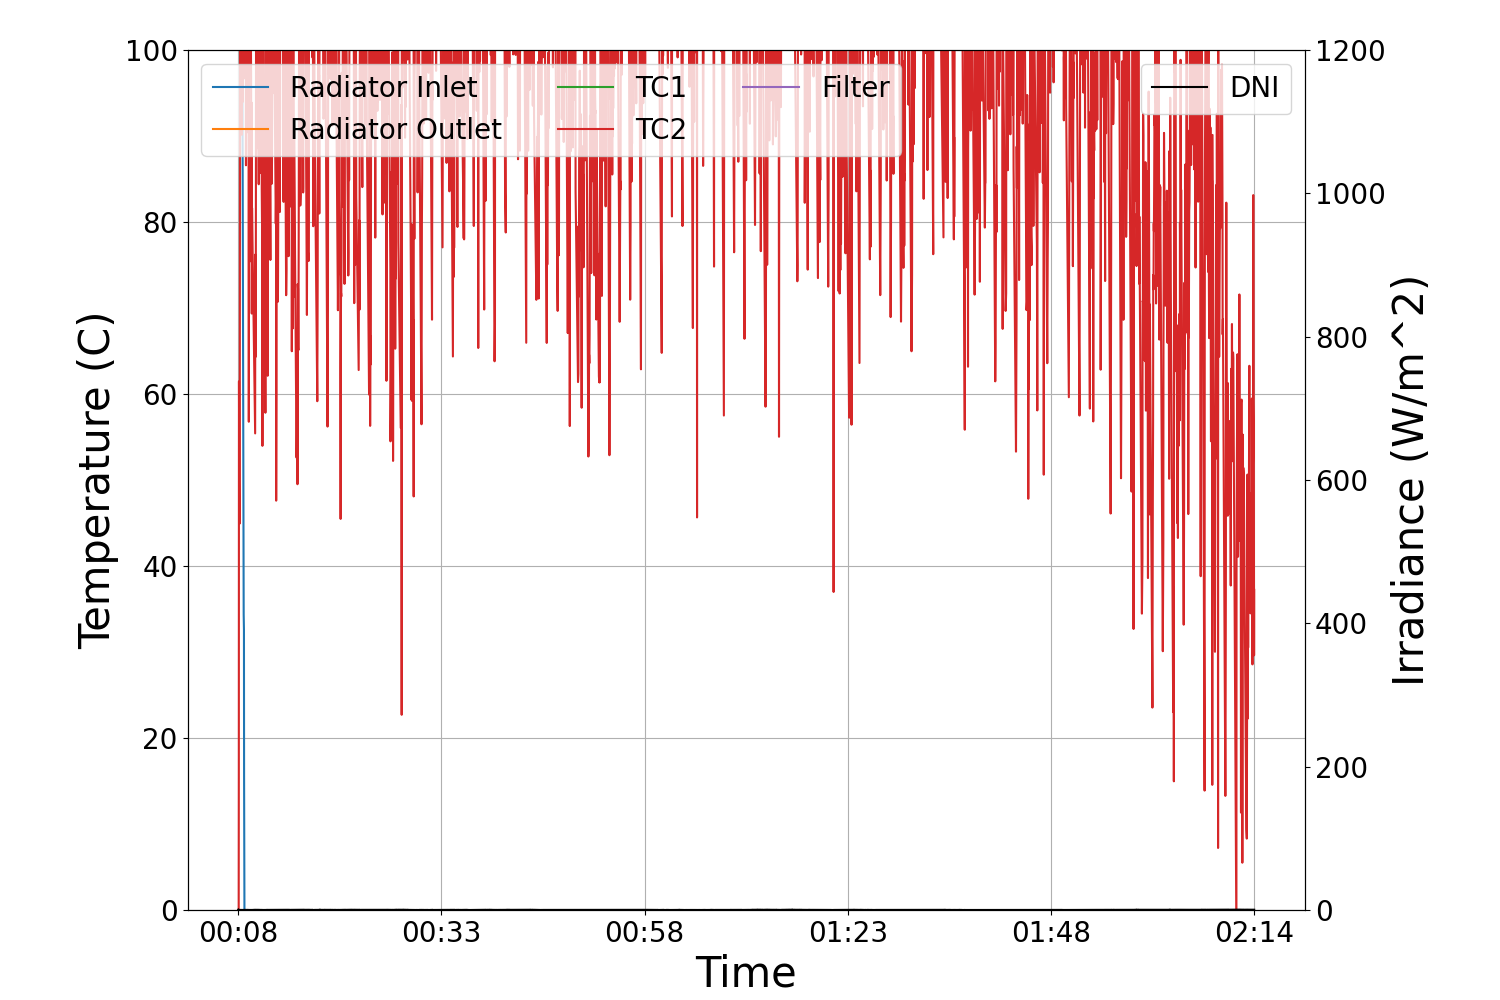 100
80
60
40
20
0
Temperature (C)
Radiator Inlet
Radiator Outlet
TC1
TC2
Filter
DNI
1200
1000
800
600
400
200
0
Irradiance (W/m^2)
00:08 00:33 00:58 01:23 01:48 02:14
Time